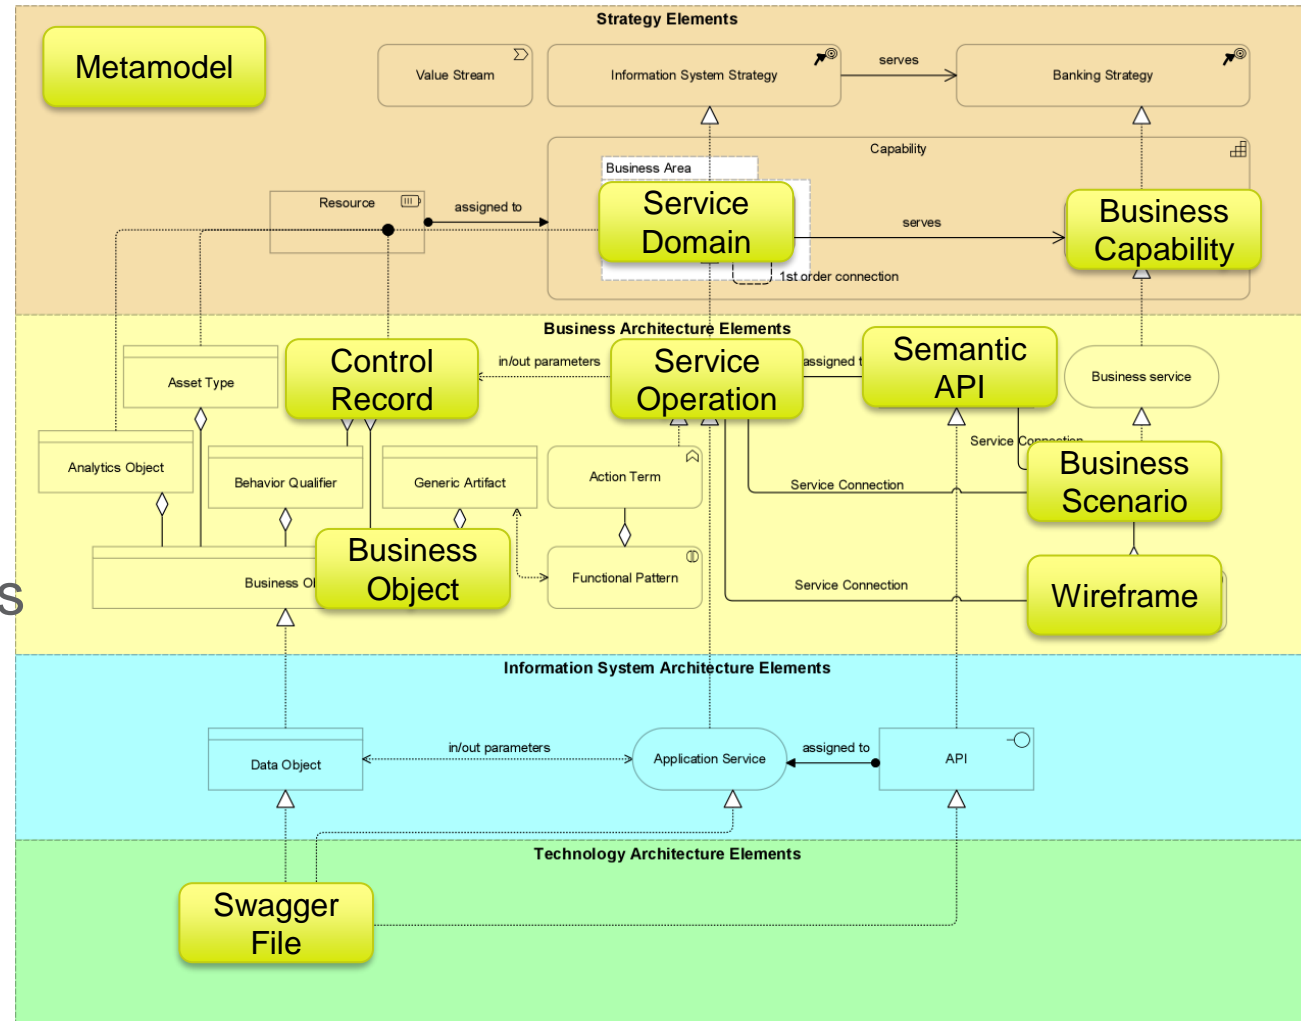 Strategy Elements
Metamodel
Value Stream
Information System Strategy
serves
Banking Strategy
Capability
Business Area
Resource
assigned to
Service
Domain
serves
Business
Capability
1st order connection
Business Architecture Elements
Asset Type
Control
Record
in/out parameters
Service
Operation
assigned t
Semantic
API
Business service
Analytics Object
Behavior Qualifier
Generic Artifact
Action Term
Service Connection
Service Connection
Business
Scenario
Business Ob
Business
Object
Functional Pattern
Service Connection
Wireframe
s
Information System Architecture Elements
Data Object
in/out parameters
Application Service
assigned to
API
Technology Architecture Elements
Swagger
File